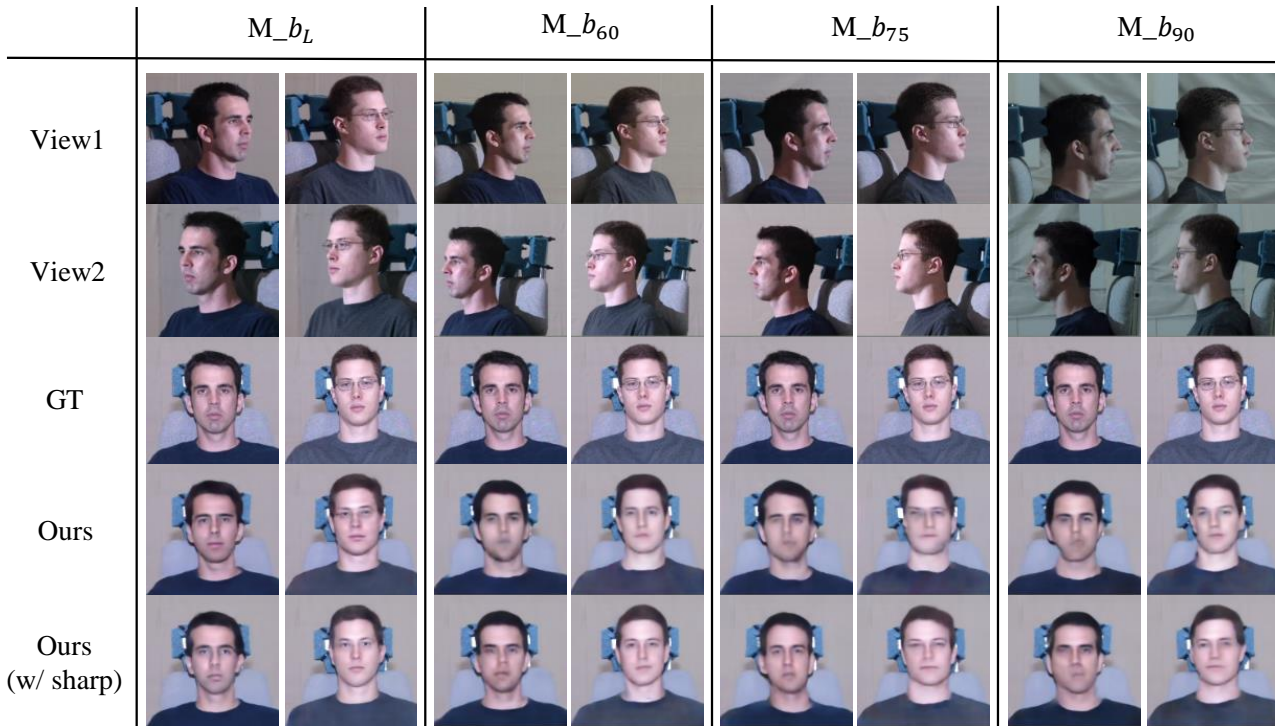 M_b_L M_b_60 M_b_75 M_b_90
View1
View2
GT
Ours
Ours
(w/ sharp)